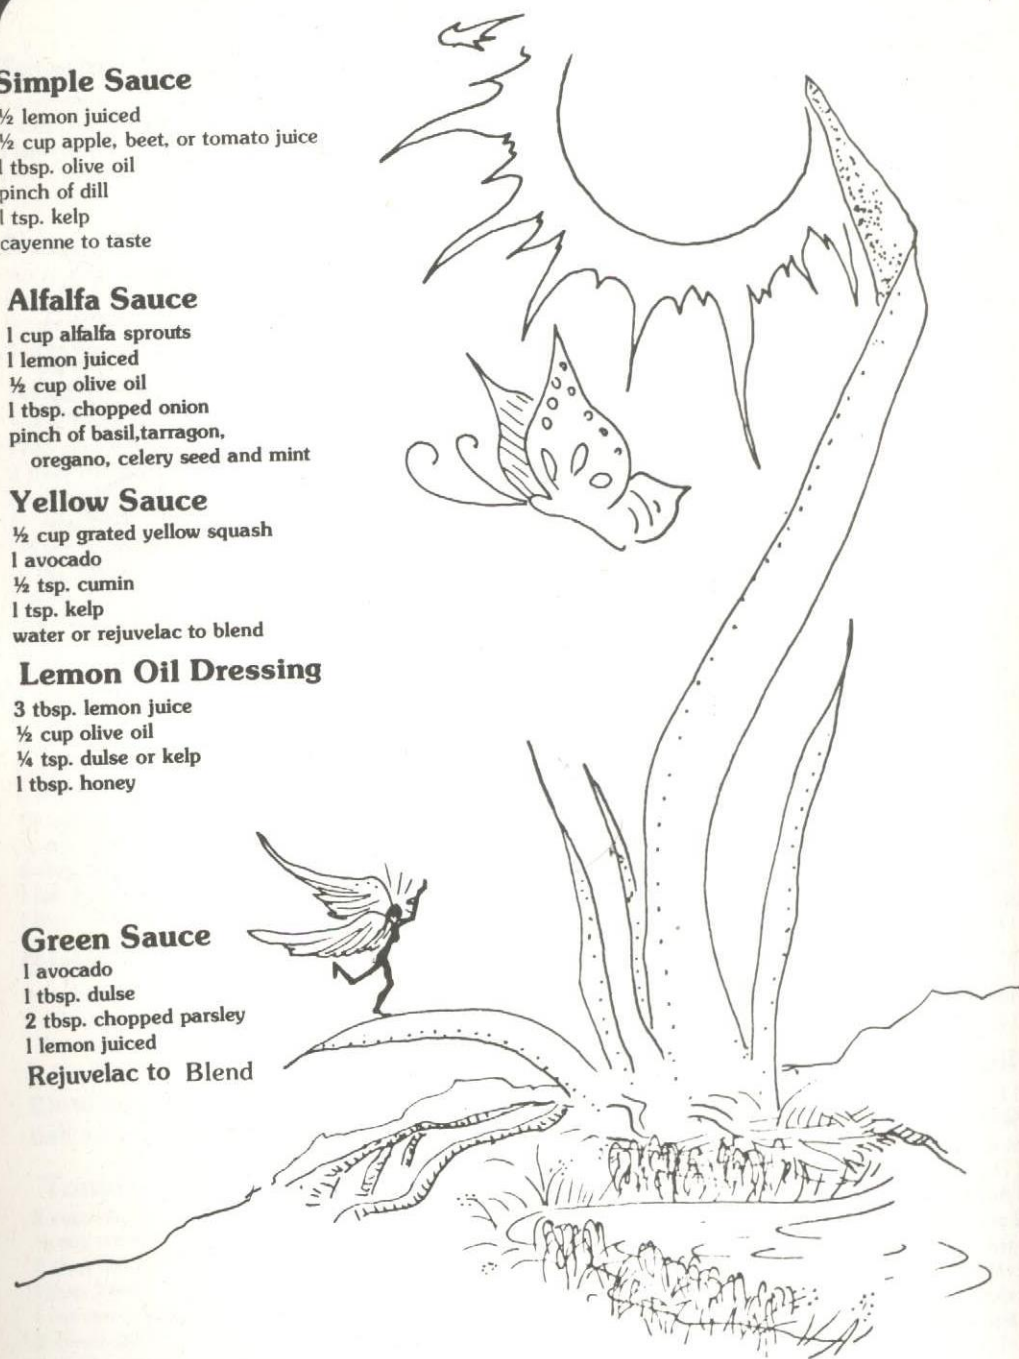 Simple Sauce
½ lemon juiced
½ cup apple, beet, or tomato juice
1 tbsp. olive oil
pinch of dill
1 tsp. kelp
cayenne to taste
Alfalfa Sauce
1 cup alfalfa sprouts
1 lemon juiced
½ cup olive oil
1 tbsp. chopped onion
pinch of basil,tarragon,
oregano, celery seed and mint
Yellow Sauce
½ cup grated yellow squash
1 avocado
½ tsp. cumin
1 tsp. kelp
water or rejuvelac to blend
Lemon Oil Dressing
3 tbsp. lemon juice
½ cup olive oil
¼ tsp. dulse or kelp
1 tbsp. honey
Green Sauce
1 avocado
1 tbsp. dulse
2 tbsp. chopped parsley
1 lemon juiced
Rejuvelac to Blend